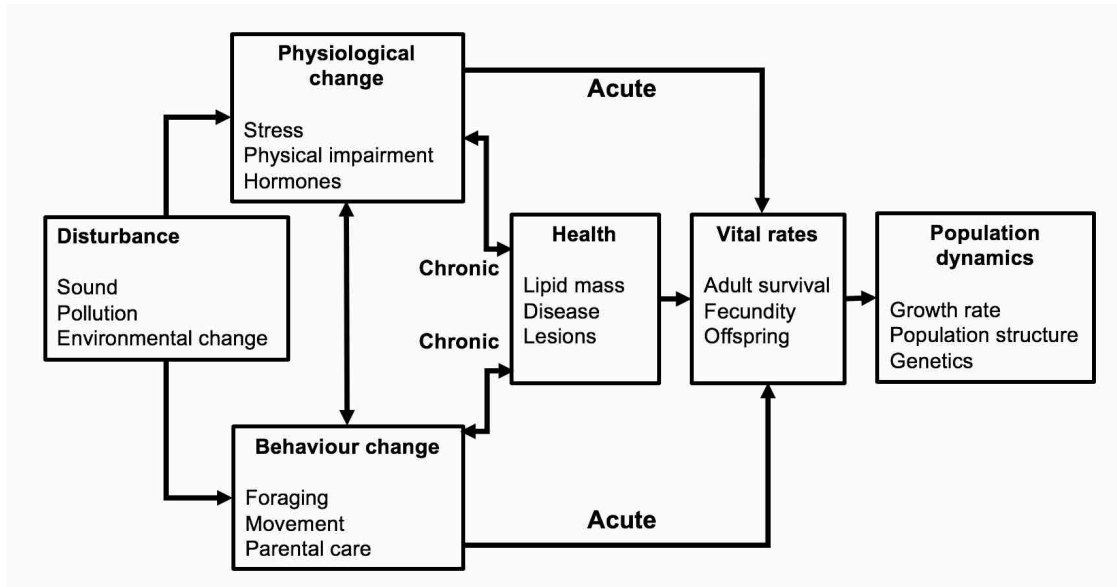 Physiological
change
Stress
Physical impairment
Hormones
Acute
Disturbance
Sound
Pollution
Environmental change
Chronic
Chronic
Health
Lipid mass
Disease
Lesions
Vital rates
Adult survival
Fecundity
Offspring
Population
dynamics
Growth rate
Population structure
Genetics
Behaviour change
Foraging
Movement
Parental care
Acute